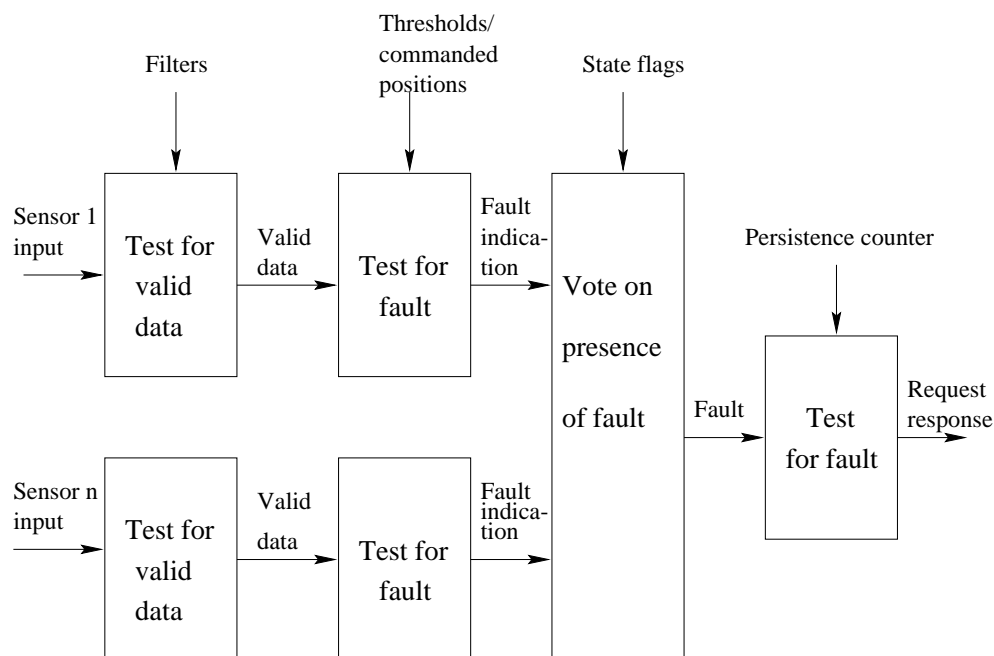 Thresholds/
commanded
positions
Filters
State flags
Sensor 1
input
Test for
valid
data
Valid
data
Test for
fault
Fault
indica-
tion
Vote on
presence
of fault
Persistence counter
Fault
Test
for fault
Request
response
Sensor n
input
Test for
valid
data
Valid
data
Test for
fault
Fault
indica-
tion